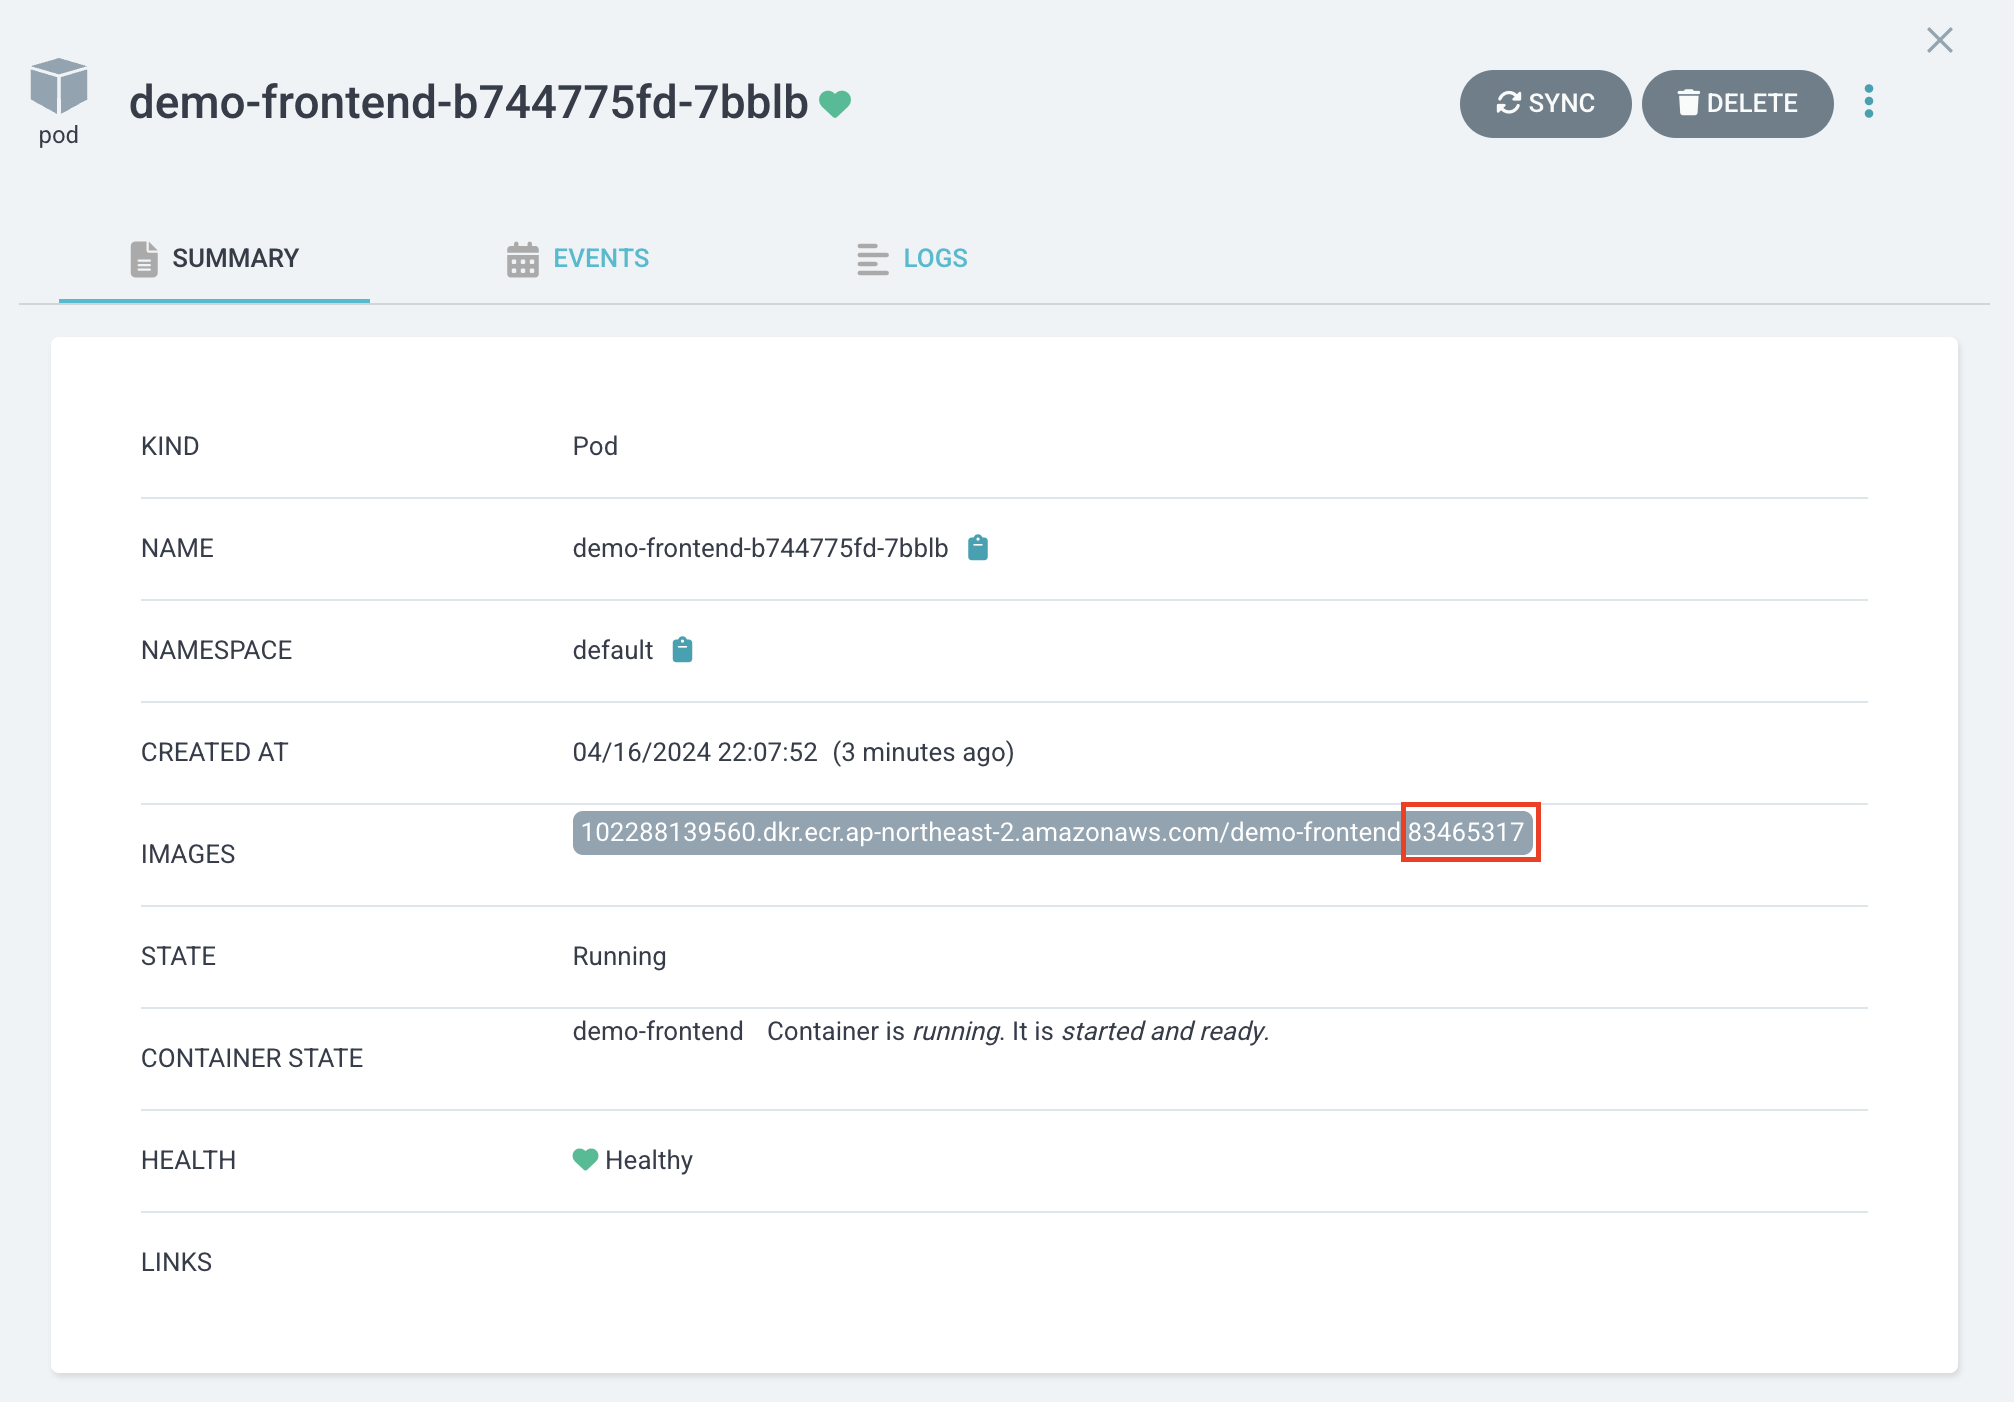 pod
demo-frontend-b744775fd-7bblb
SYNC
DELETE
SUMMARY
EVENTS
LOGS
KIND Pod
NAME demo-frontend-b744775fd-7bblb
NAMESPACE default
CREATED AT 04/16/2024 22:07:52 (3 minutes ago)
IMAGES 102288139560.dkr.ecr.ap-northeast-2.amazonaws.com/demo-frontend 83465317
STATE Running
CONTAINER STATE demo-frontend Container is running. It is started and ready.
HEALTH Healthy
LINKS